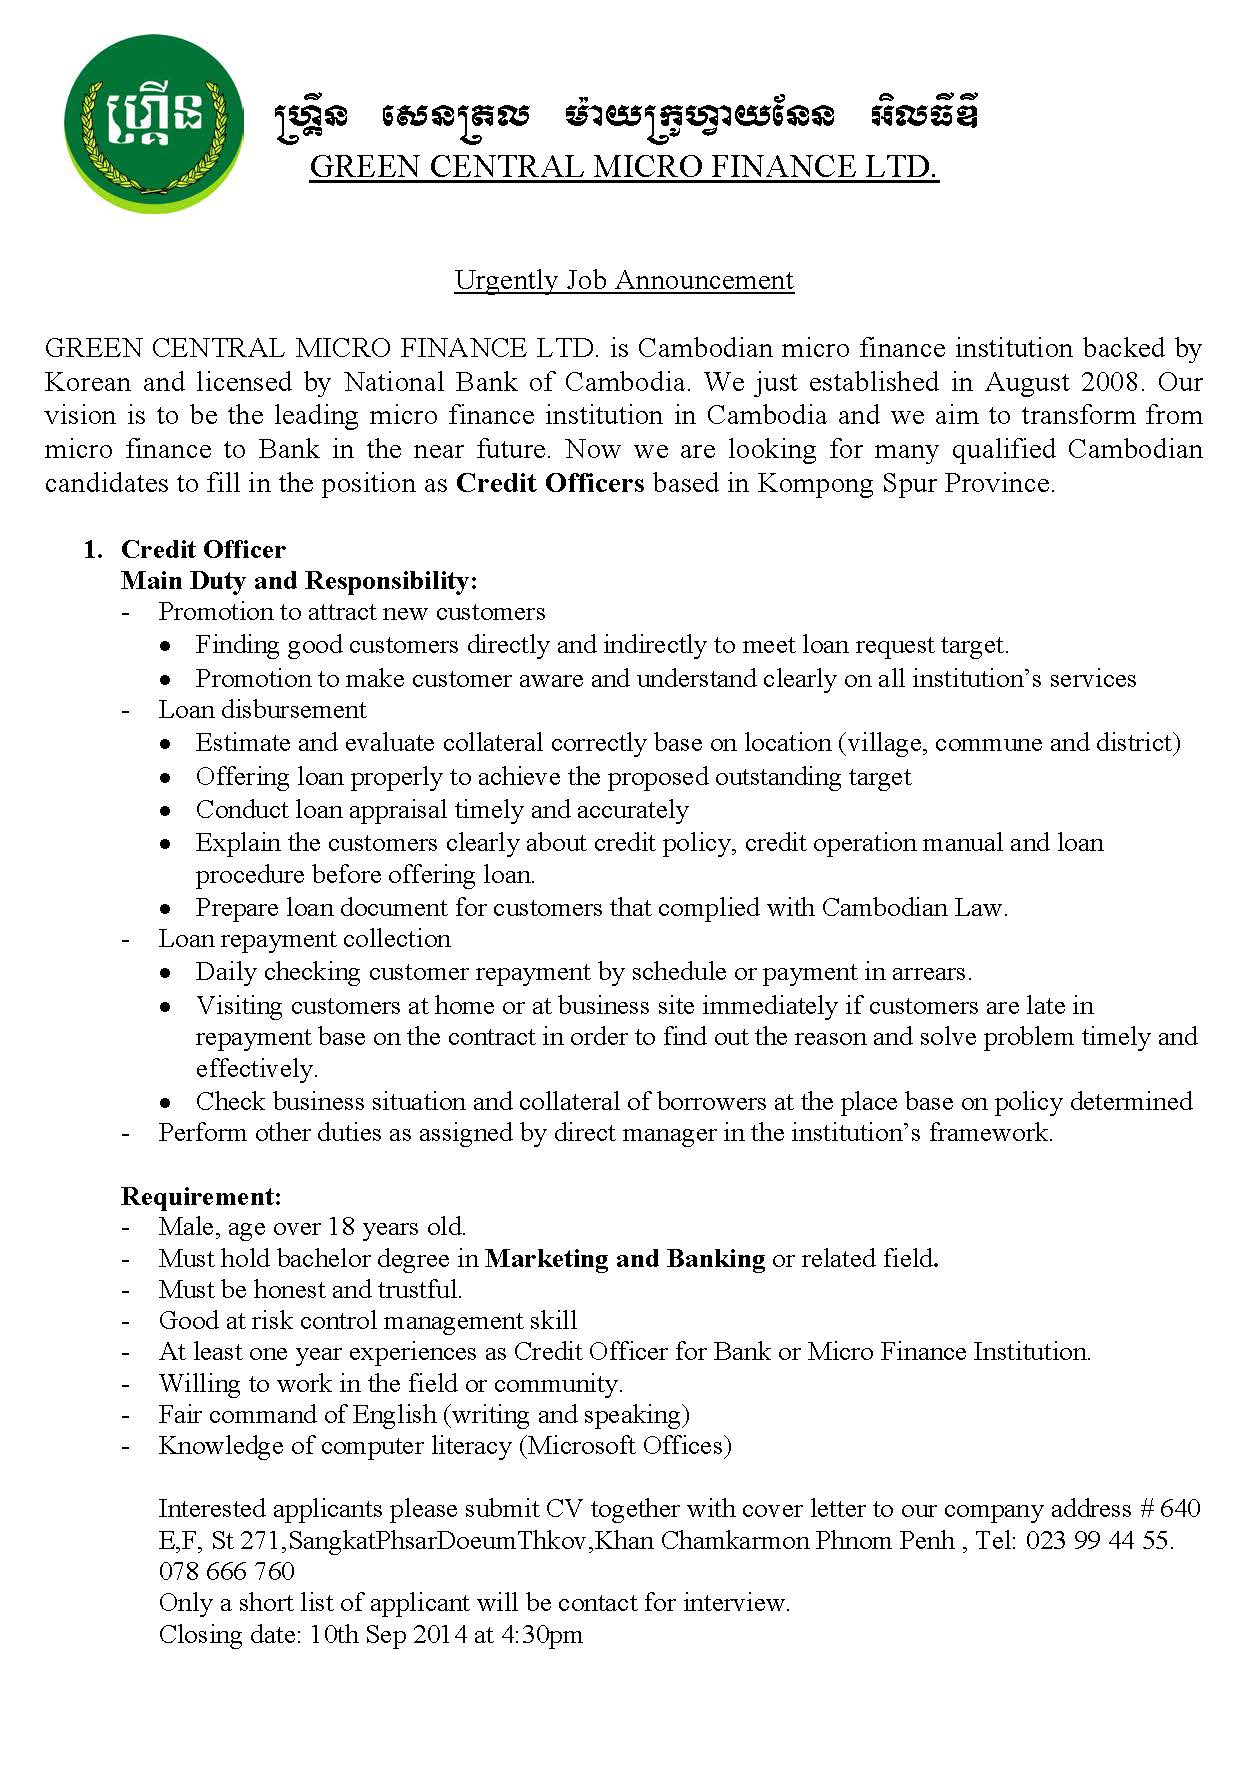 ហ្គ្រីន
ហ្គ្រីន សេនត្រល ម៉ាយក្រូហ្វាយនែន អិលធីឌី
GREEN CENTRAL MICRO FINANCE LTD.
Urgently Job Announcement
GREEN CENTRAL MICRO FINANCE LTD. is Cambodian micro finance institution backed by
Korean and licensed by National Bank of Cambodia. We just established in August 2008. Our
vision is to be the leading micro finance institution in Cambodia and we aim to transform from
micro finance to Bank in the near future. Now we are looking for many qualified Cambodian
candidates to fill in the position as Credit Officers based in Kompong Spur Province.
1. Credit Officer
Main Duty and Responsibility:
- Promotion to attract new customers
• Finding good customers directly and indirectly to meet loan request target.
• Promotion to make customer aware and understand clearly on all institution’s services
- Loan disbursement
• Estimate and evaluate collateral correctly base on location (village, commune and district)
• Offering loan properly to achieve the proposed outstanding target
• Conduct loan appraisal timely and accurately
• Explain the customers clearly about credit policy, credit operation manual and loan
procedure before offering loan.
• Prepare loan document for customers that complied with Cambodian Law.
- Loan repayment collection
• Daily checking customer repayment by schedule or payment in arrears.
• Visiting customers at home or at business site immediately if customers are late in
repayment base on the contract in order to find out the reason and solve problem timely and
effectively.
• Check business situation and collateral of borrowers at the place base on policy determined
- Perform other duties as assigned by direct manager in the institution’s framework.
Requirement:
- Male, age over 18 years old.
- Must hold bachelor degree in Marketing and Banking or related field.
- Must be honest and trustful.
- Good at risk control management skill
- At least one year experiences as Credit Officer for Bank or Micro Finance Institution.
- Willing to work in the field or community.
- Fair command of English (writing and speaking)
- Knowledge of computer literacy (Microsoft Offices)
Interested applicants please submit CV together with cover letter to our company address # 640
E,F, St 271,SangkatPhsarDoeumThkov,Khan Chamkarmon Phnom Penh , Tel: 023 99 44 55.
078 666 760
Only a short list of applicant will be contact for interview.
Closing date: 10th Sep 2014 at 4:30pm